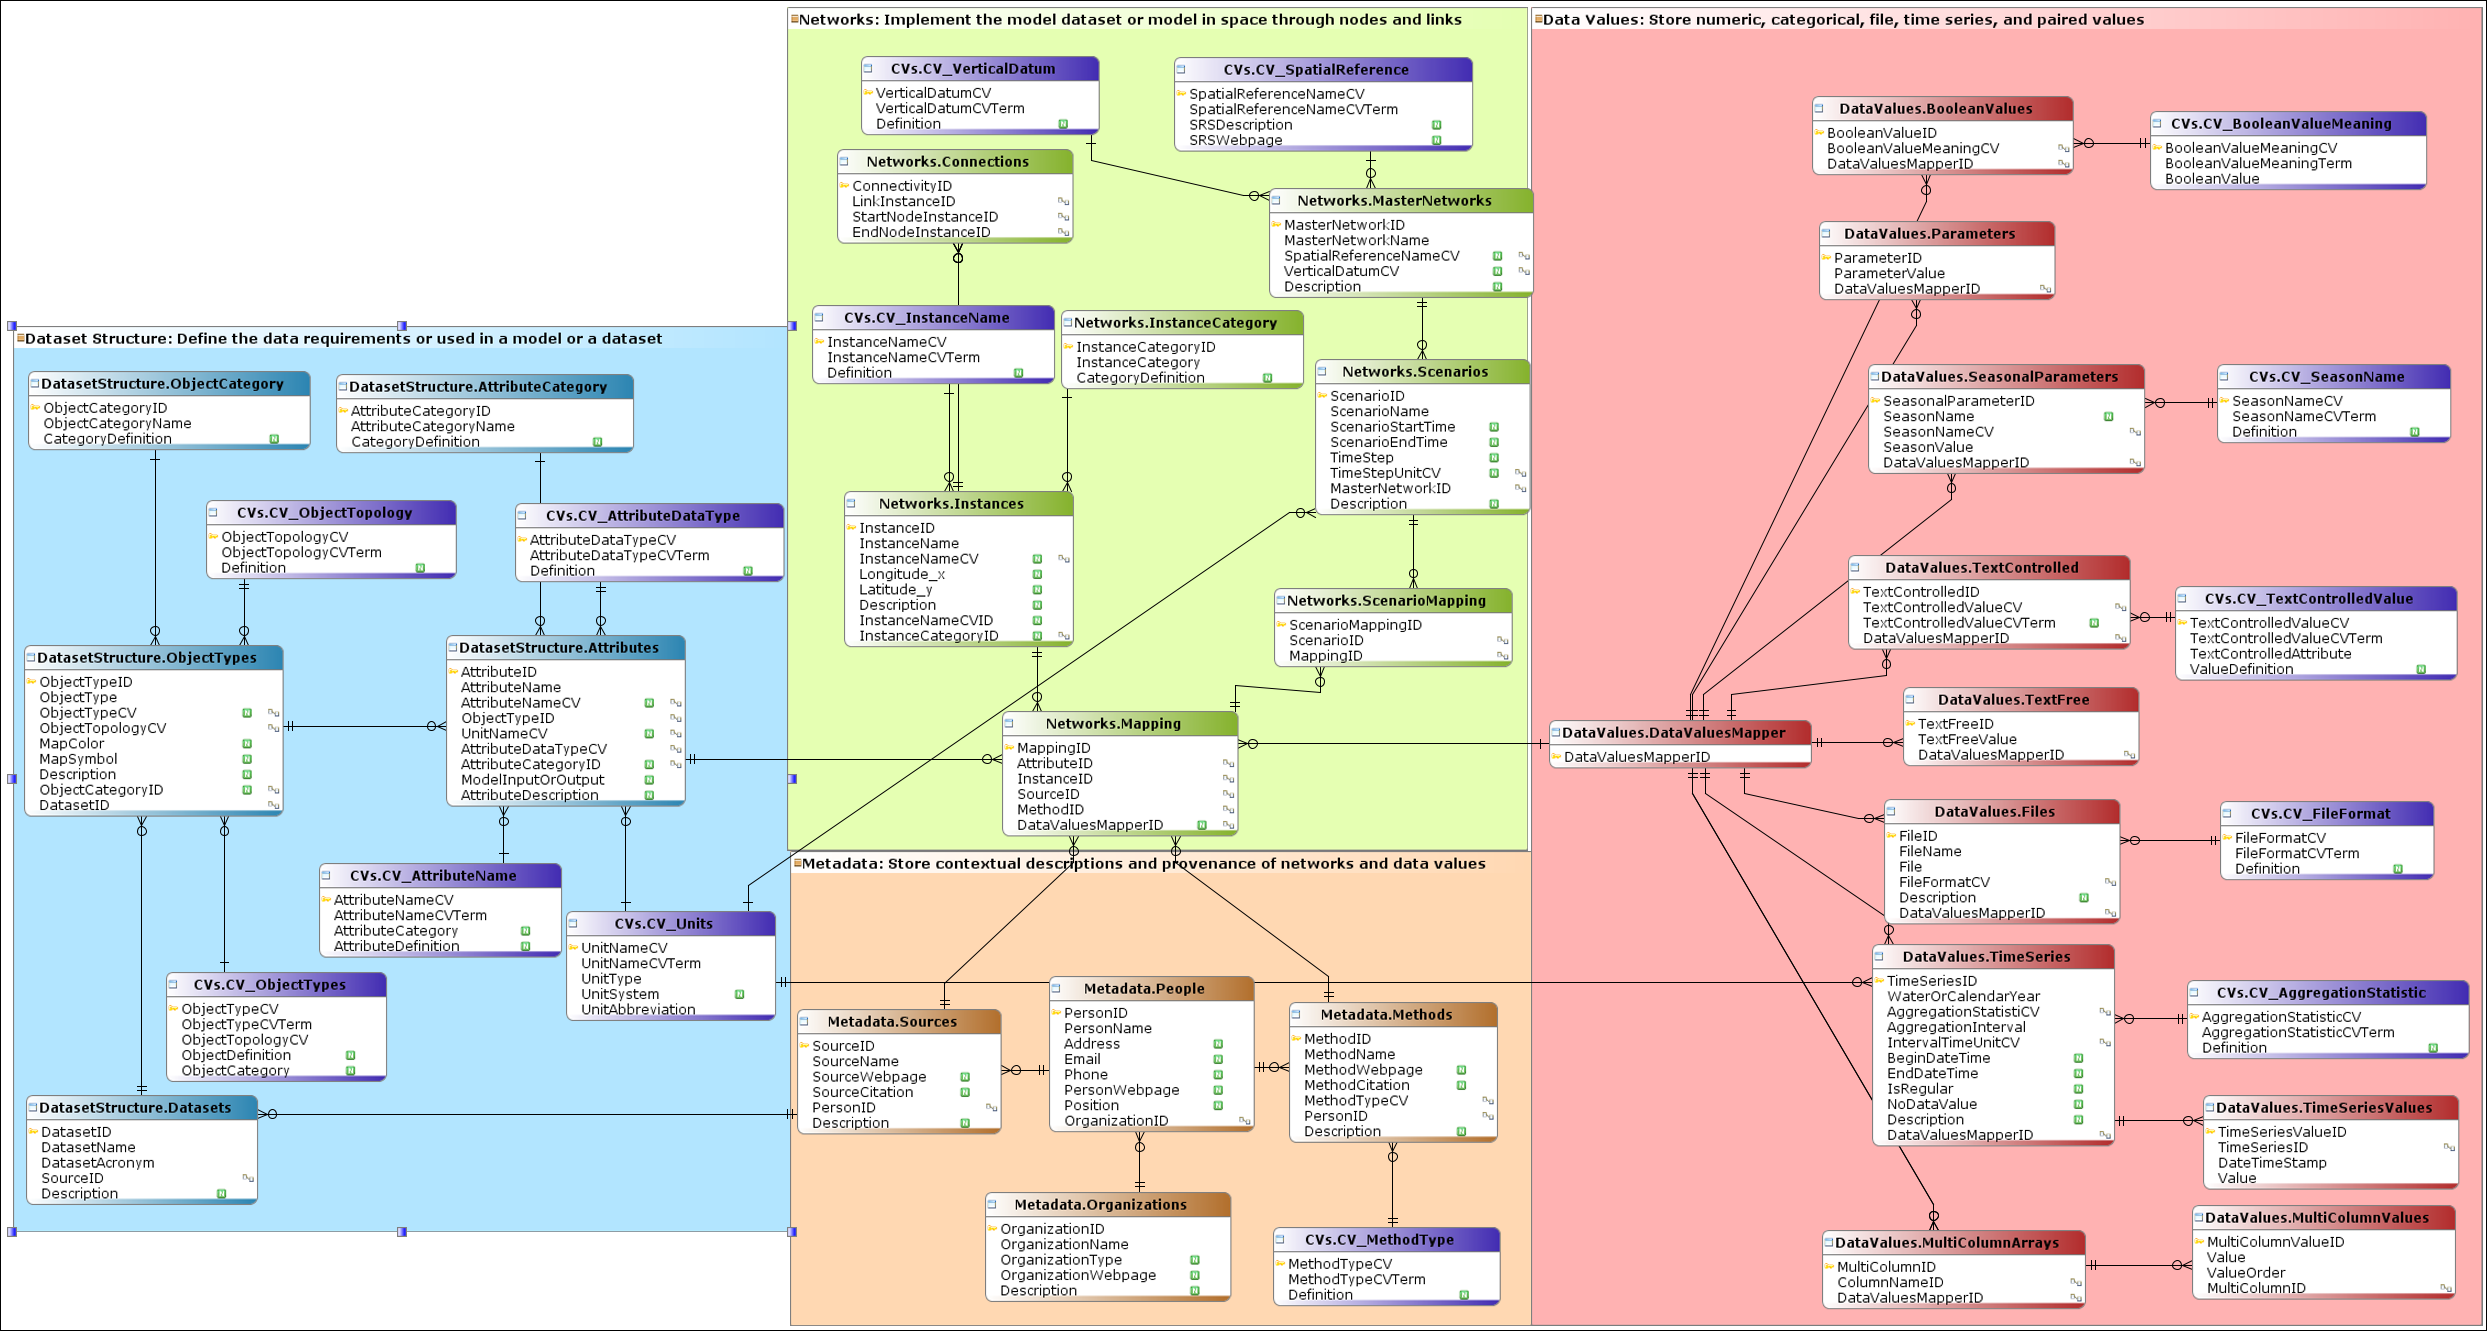 Networks: Implement the model dataset or model in space through nodes and links
CVs.CV_VerticalDatum
VerticalDatumCV
VerticalDatumCVTerm
Definition
CVs.CV_SpatialReference
SpatialReferenceNameCV
SpatialReferenceNameCVTerm
SRSDescription
SRSWebpage
Networks.Connections
ConnectivityID
LinkInstanceID
StartNodeInstanceID
EndNodeInstanceID
Networks.MasterNetworks
MasterNetworkID
MasterNetworkName
SpatialReferenceNameCV
VerticalDatumCV
Description
CVs.CV_InstanceName
InstanceNameCV
InstanceNameCVTerm
Definition
Networks.InstanceCategory
InstanceCategoryID
InstanceCategory
CategoryDefinition
Networks.Scenarios
ScenarioID
ScenarioName
ScenarioStartTime
ScenarioEndTime
TimeStep
TimeStepUnitCV
MasterNetworkID
Description
Networks.Instances
InstanceID
InstanceName
InstanceNameCV
Longitude_x
Latitude_y
Description
InstanceNameCVID
InstanceCategoryID
Networks.ScenarioMapping
ScenarioMappingID
ScenarioID
MappingID
Networks.Mapping
MappingID
AttributeID
InstanceID
SourceID
MethodID
DataValuesMapperID
Dataset Structure: Define the data requirements or used in a model or a dataset
DatasetStructure.ObjectCategory
ObjectCategoryID
ObjectCategoryName
CategoryDefinition
DatasetStructure.AttributeCategory
AttributeCategoryID
AttributeCategoryName
CategoryDefinition
CVs.CV_ObjectTopology
ObjectTopologyCV
ObjectTopologyCVTerm
Definition
CVs.CV_AttributeDataType
AttributeDataTypeCV
AttributeDataTypeCVTerm
Definition
DatasetStructure.ObjectTypes
ObjectTypeID
ObjectType
ObjectTypeCV
ObjectTopologyCV
MapColor
MapSymbol
Description
ObjectCategoryID
DatasetID
DatasetStructure.Attributes
AttributeID
AttributeName
AttributeNameCV
ObjectTypeID
UnitNameCV
AttributeDataTypeCV
AttributeCategoryID
ModelInputOrOutput
AttributeDescription
CVs.CV_AttributeName
AttributeNameCV
AttributeNameCVTerm
AttributeCategory
AttributeDefinition
CVs.CV_Units
UnitNameCV
UnitNameCVTerm
UnitType
UnitSystem
UnitAbbreviation
CVs.CV_ObjectTypes
ObjectTypeCV
ObjectTypeCVTerm
ObjectTopologyCV
ObjectDefinition
ObjectCategory
DatasetStructure.Datasets
DatasetID
DatasetName
DatasetAcronym
SourceID
Description
Metadata: Store contextual descriptions and provenance of networks and data values
Metadata.Sources
SourceID
SourceName
SourceWebpage
SourceCitation
PersonID
Description
Metadata.People
PersonID
PersonName
Address
Email
Phone
PersonWebpage
Position
OrganizationID
Metadata.Methods
MethodID
MethodName
MethodWebpage
MethodCitation
MethodTypeCV
PersonID
Description
Metadata.Organizations
OrganizationID
OrganizationName
OrganizationType
OrganizationWebpage
Description
CVs.CV_MethodType
MethodTypeCV
MethodTypeCVTerm
Definition
Data Values: Store numeric, categorical, file, time series, and paired values
DataValues.BooleanValues
BooleanValueID
BooleanValueMeaningCV
DataValuesMapperID
CVs.CV_BooleanValueMeaning
BooleanValueMeaningCV
BooleanValueMeaningTerm
BooleanValue
DataValues.Parameters
ParameterID
ParameterValue
DataValuesMapperID
DataValues.SeasonalParameters
SeasonalParameterID
SeasonName
SeasonNameCV
SeasonValue
DataValuesMapperID
CVs.CV_SeasonName
SeasonNameCV
SeasonNameCVTerm
Definition
DataValues.TextControlled
TextControlledID
TextControlledValueCV
TextControlledValueCVTerm
DataValuesMapperID
CVs.CV_TextControlledValue
TextControlledValueCV
TextControlledValueCVTerm
TextControlledAttribute
ValueDefinition
DataValues.DataValuesMapper
DataValuesMapperID
DataValues.TextFree
TextFreeID
TextFreeValue
DataValuesMapperID
DataValues.Files
FileID
FileName
File
FileFormatCV
Description
DataValuesMapperID
CVs.CV_FileFormat
FileFormatCV
FileFormatCVTerm
Definition
DataValues.TimeSeries
TimeSeriesID
WaterOrCalendarYear
AggregationStatistiCV
AggregationInterval
IntervalTimeUnitCV
BeginDateTime
EndDateTime
IsRegular
NoDataValue
Description
DataValuesMapperID
CVs.CV_AggregationStatistic
AggregationStatisticCV
AggregationStatisticCVTerm
Definition
DataValues.TimeSeriesValues
TimeSeriesValueID
TimeSeriesID
DateTimeStamp
Value
DataValues.MultiColumnArrays
MultiColumnID
ColumnNameID
DataValuesMapperID
DataValues.MultiColumnValues
MultiColumnValueID
Value
ValueOrder
MultiColumnID